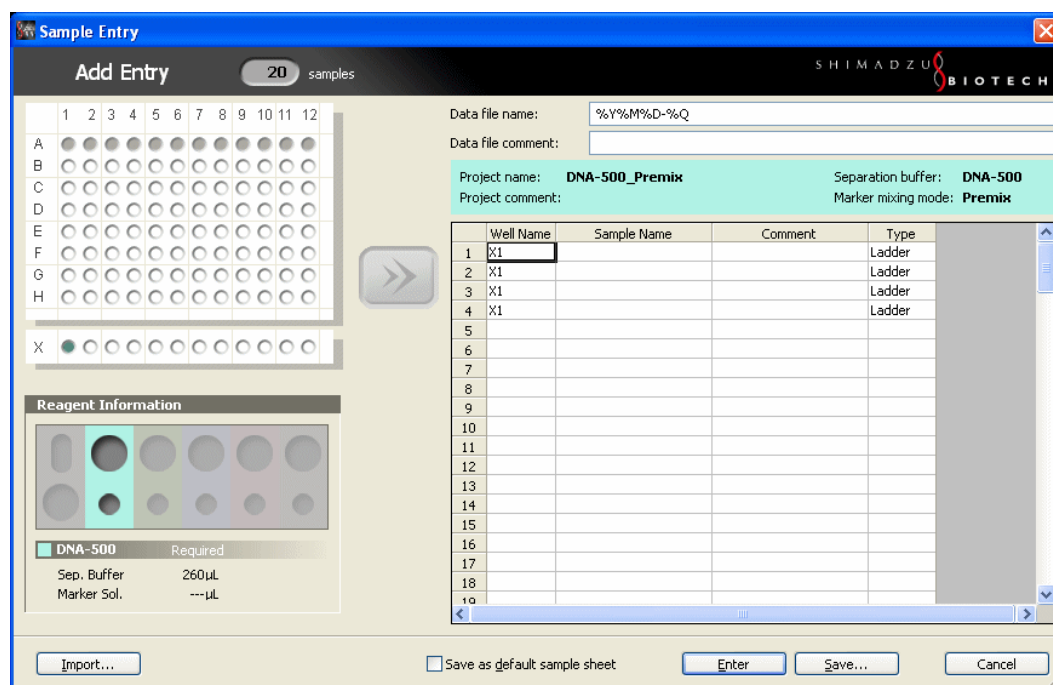 Sample Entry
Add Entry 20 samples
SHIMADZU BIOTECH
1 2 3 4 5 6 7 8 9 10 11 12
A
B
C
D
E
F
G
H
X
Reagent Information
DNA-500 Required
Sep. Buffer 260µL
Marker Sol. ---µL
Data file name: %Y%M%D-%Q
Data file comment:
Project name: DNA-500_Premix Separation buffer: DNA-500
Project comment: Marker mixing mode: Premix
Well Name Sample Name Comment Type
1 X1 Ladder
2 X1 Ladder
3 X1 Ladder
4 X1 Ladder
5
6
7
8
9
10
11
12
13
14
15
16
17
18
19
Import... Save as default sample sheet Enter Save... Cancel